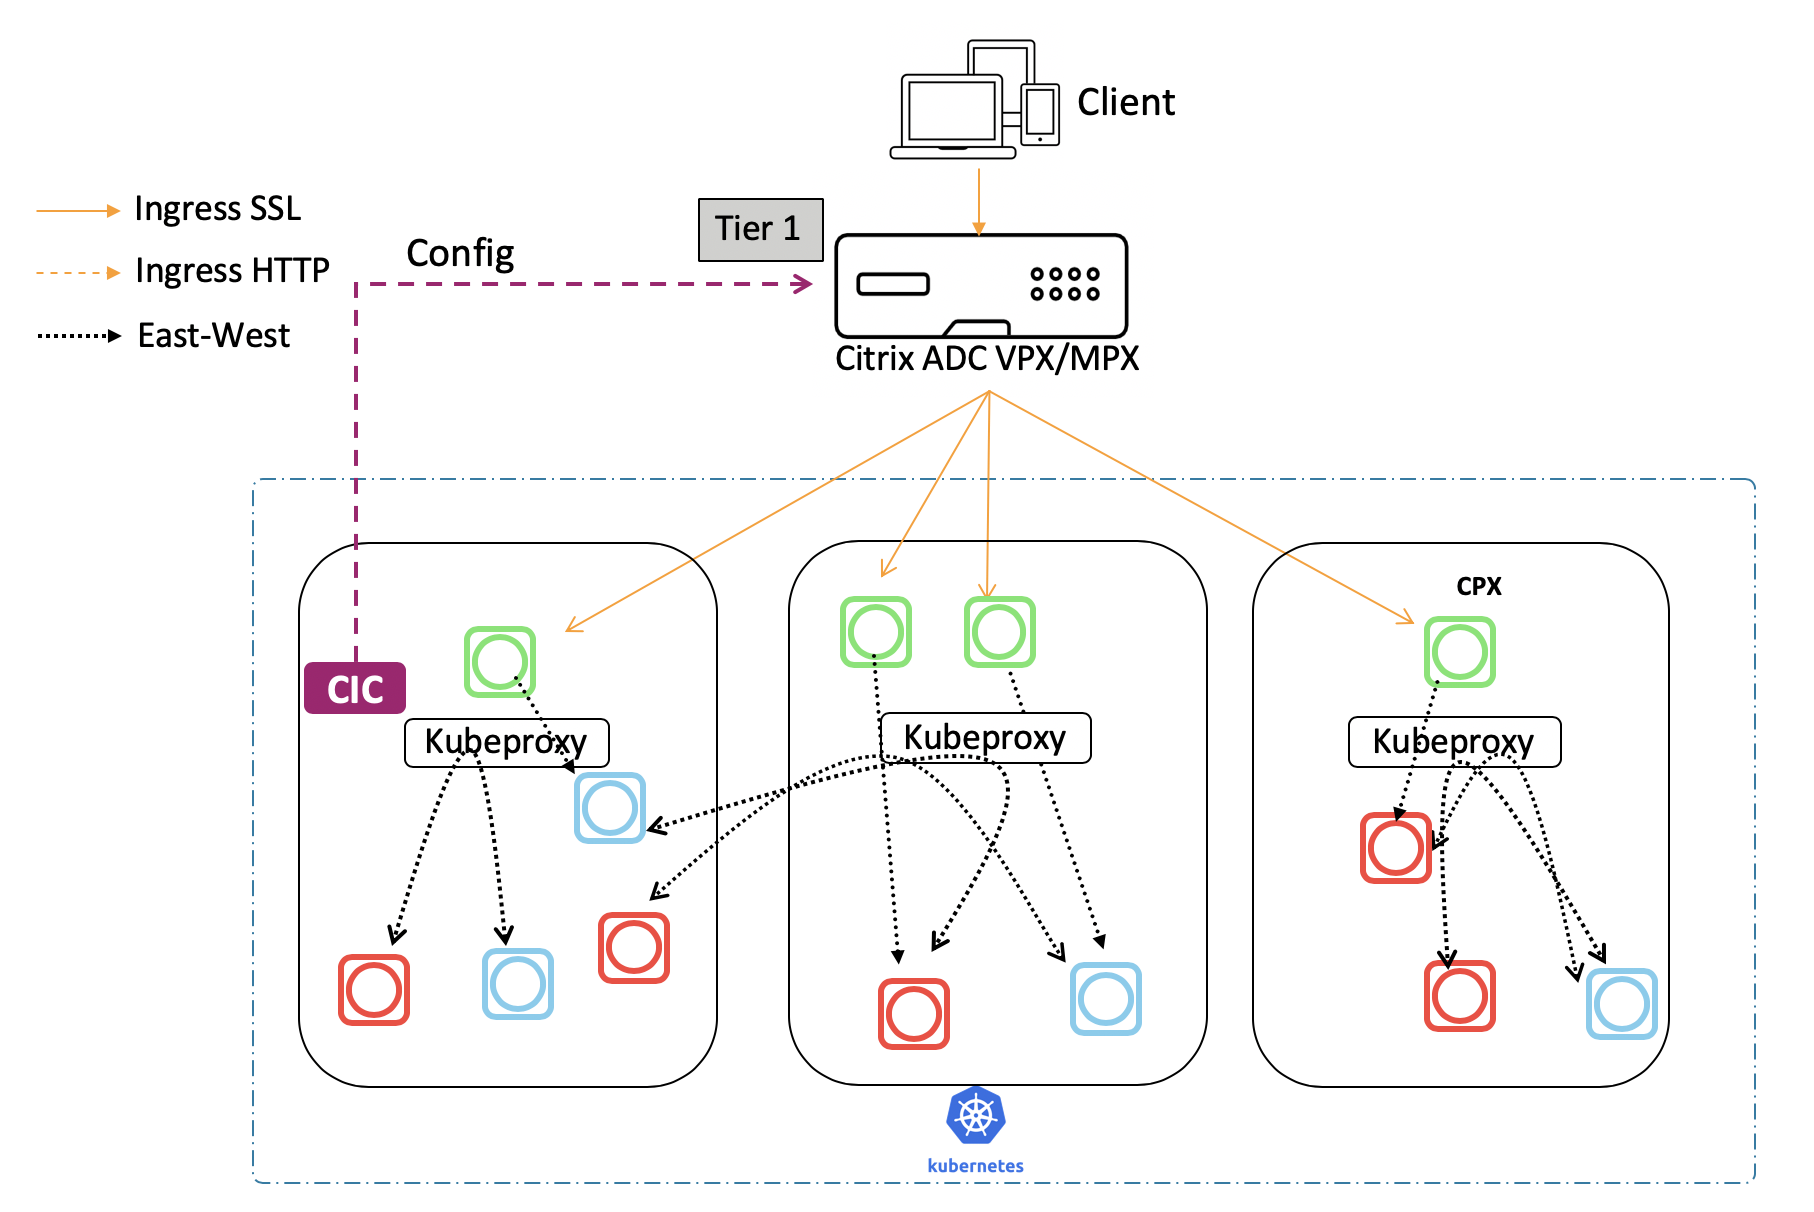 Client
Ingress SSL
Ingress HTTP
East-West
Config
Tier 1
Citrix ADC VPX/MPX
CPX
CIC
Kubeproxy
Kubeproxy
Kubeproxy
kubernetes